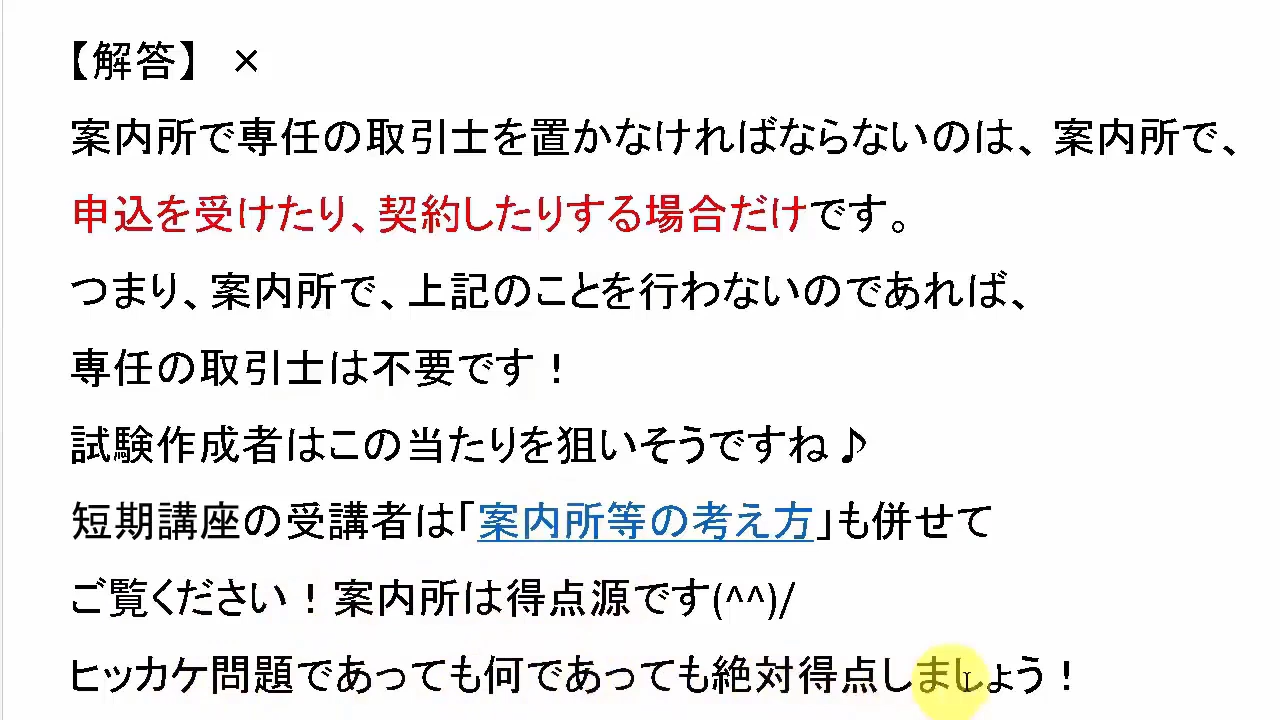 【解答】 ×
案内所で専任の取引士を置かなければならないのは、案内所で、
申込を受けたり、契約したりする場合だけです。
つまり、案内所で、上記のことを行わないのであれば、
専任の取引士は不要です！
試験作成者はこの当たりを狙いそうですね♪
短期講座の受講者は「案内所等の考え方」も併せて
ご覧ください！案内所は得点源です(^^)/
ヒッカケ問題であっても何であっても絶対得点しましょう！